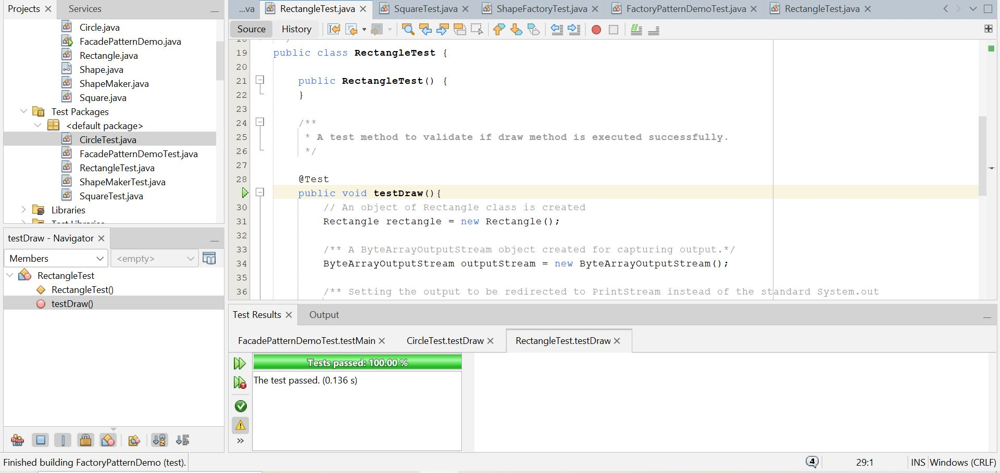 Projects
Services
Circle.java
FacadePatternDemo.java
Rectangle.java
Shape.java
ShapeMaker.java
Square.java
Test Packages
<default package>
CircleTest.java
FacadePatternDemoTest.java
RectangleTest.java
ShapeMakerTest.java
SquareTest.java
Libraries
Test Libraries
testDraw - Navigator
Members
<empty>
RectangleTest
RectangleTest()
testDraw()
...va
RectangleTest.java
SquareTest.java
ShapeFactoryTest.java
FactoryPatternDemoTest.java
RectangleTest.java
Source
History
18 */
19 public class RectangleTest {
20
21 public RectangleTest() {
22 }
23
24 /**
25 * A test method to validate if draw method is executed successfully.
26 */
27
28 @Test
public void testDraw(){
30 // An object of Rectangle class is created
31 Rectangle rectangle = new Rectangle();
32
33 /** A ByteArrayOutputStream object created for capturing output.*/
34 ByteArrayOutputStream outputStream = new ByteArrayOutputStream();
35
36 /** Setting the output to be redirected to PrintStream instead of the standard System.out
Test Results
Output
FacadePatternDemoTest.testMain
CircleTest.testDraw
RectangleTest.testDraw
Tests passed: 100.00 %
The test passed. (0.136 s)
Finished building FactoryPatternDemo (test).
4
29:1
INS
Windows (CRLF)